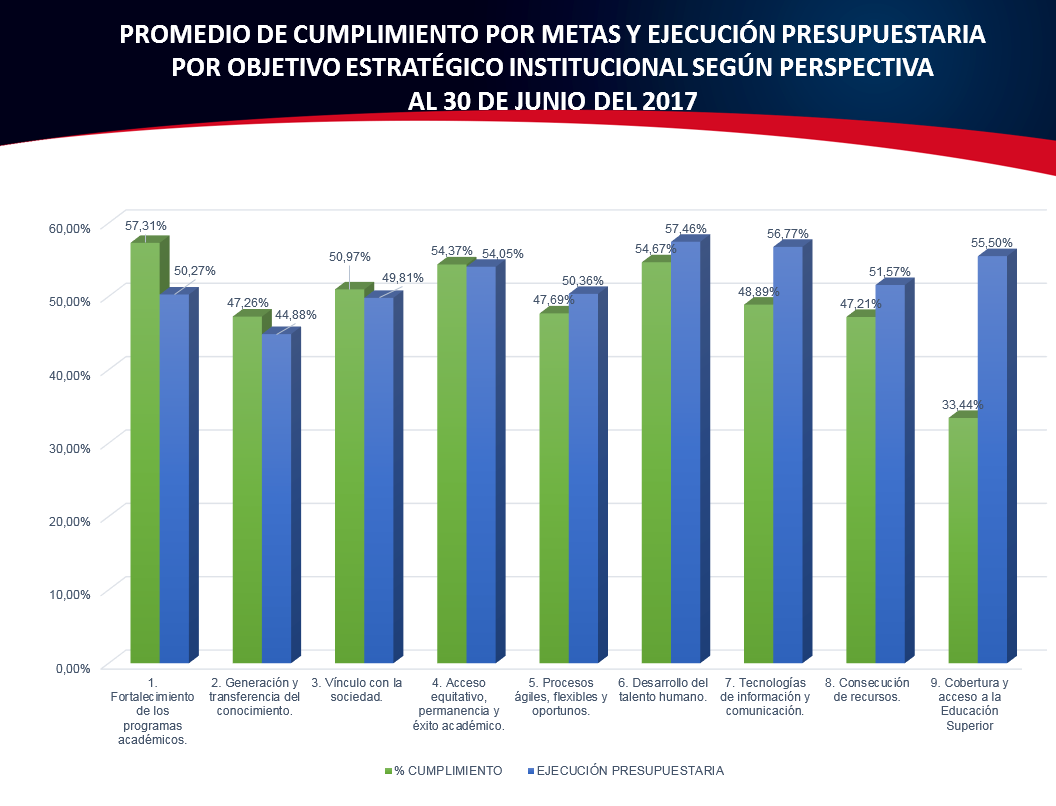 PROMEDIO DE CUMPLIMIENTO POR METAS Y EJECUCIÓN PRESUPUESTARIA
POR OBJETIVO ESTRATÉGICO INSTITUCIONAL SEGÚN PERSPECTIVA
AL 30 DE JUNIO DEL 2017
60,00%
50,00%
40,00%
30,00%
20,00%
10,00%
0,00%
57,31%
50,27%
47,26%
44,88%
50,97%
49,81%
54,37%
54,05%
47,69%
50,36%
54,67%
57,46%
48,89%
56,77%
47,21%
51,57%
33,44%
55,50%
1.
Fortalecimiento
de los
programas
académicos.
2. Generación y
transferencia del
conocimiento.
3. Vínculo con la
sociedad.
4. Acceso
equitativo,
permanencia y
éxito académico.
5. Procesos
ágiles, flexibles y
oportunos.
6. Desarrollo del
talento humano.
7. Tecnologías
de información y
comunicación.
8. Consecución
de recursos.
9. Cobertura y
acceso a la
Educación
Superior
% CUMPLIMIENTO
EJECUCIÓN PRESUPUESTARIA